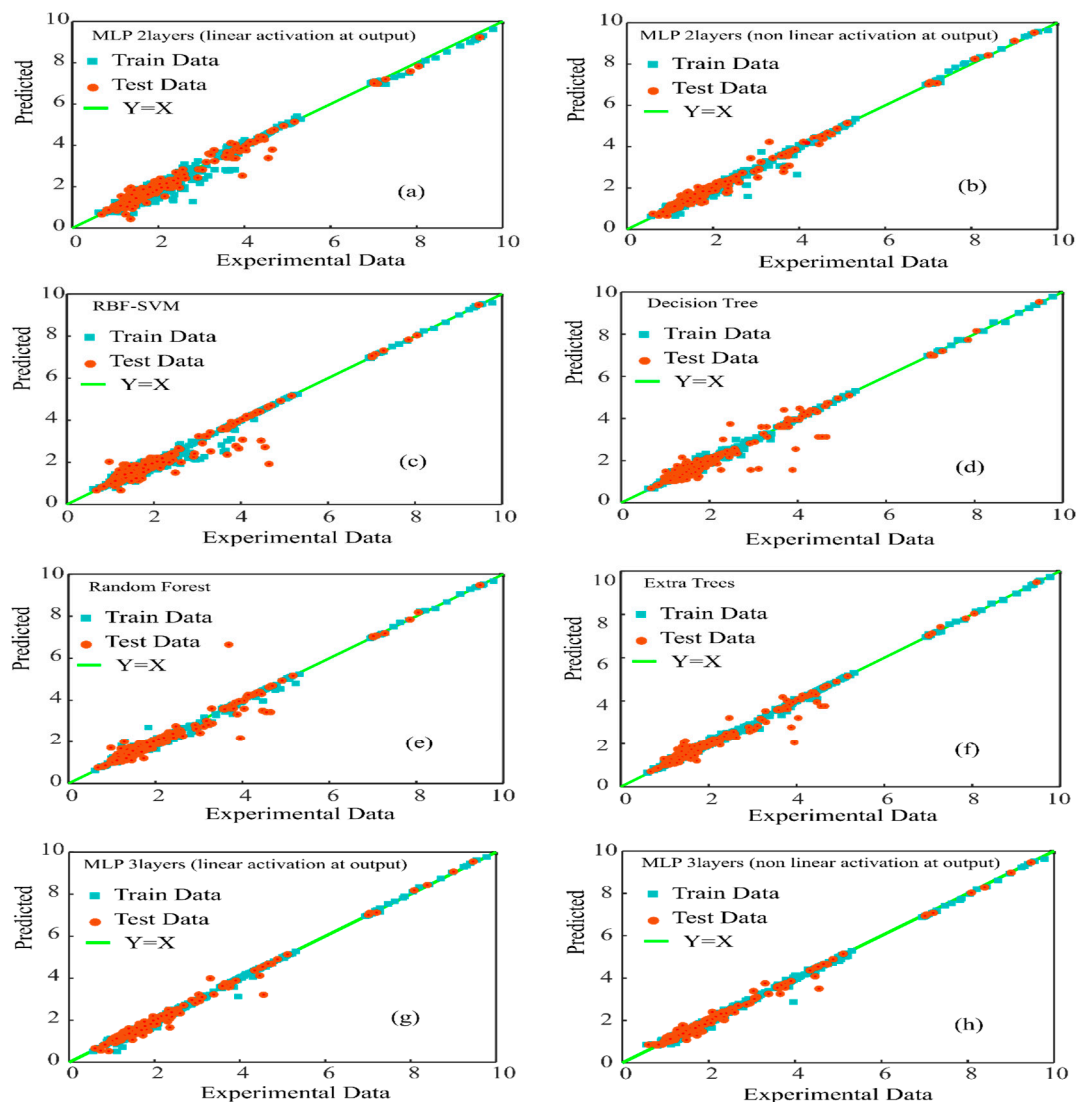 MLP 2layers (linear activation at output)
Train Data
Test Data
Y=X
(a)
Predicted
10
8
6
4
2
0
0
2
4
6
8
10
Experimental Data
MLP 2layers (non linear activation at output)
Train Data
Test Data
Y=X
(b)
Predicted
10
8
6
4
2
0
0
2
4
6
8
10
Experimental Data
RBF-SVM
Train Data
Test Data
Y=X
(c)
Predicted
10
8
6
4
2
0
0
2
4
6
8
10
Experimental Data
Decision Tree
Train Data
Test Data
Y=X
(d)
Predicted
10
8
6
4
2
0
0
2
4
6
8
10
Experimental Data
Random Forest
Train Data
Test Data
Y=X
(e)
Predicted
10
8
6
4
2
0
0
2
4
6
8
10
Experimental Data
Extra Trees
Train Data
Test Data
Y=X
(f)
Predicted
10
8
6
4
2
0
0
2
4
6
8
10
Experimental Data
MLP 3layers (linear activation at output)
Train Data
Test Data
Y=X
(g)
Predicted
10
8
6
4
2
0
0
2
4
6
8
10
Experimental Data
MLP 3layers (non linear activation at output)
Train Data
Test Data
Y=X
(h)
Predicted
10
8
6
4
2
0
0
2
4
6
8
10
Experimental Data